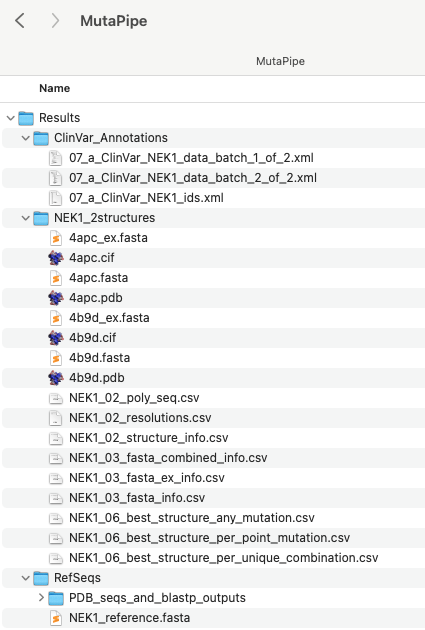 MutaPipe
MutaPipe
Name
Results
ClinVar_Annotations
07_a_ClinVar_NEK1_data_batch_1_of_2.xml
07_a_ClinVar_NEK1_data_batch_2_of_2.xml
07_a_ClinVar_NEK1_ids.xml
NEK1_2structures
4apc_ex.fasta
4apc.cif
4apc.fasta
4apc.pdb
4b9d_ex.fasta
4b9d.cif
4b9d.fasta
4b9d.pdb
NEK1_02_poly_seq.csv
NEK1_02_resolutions.csv
NEK1_02_structure_info.csv
NEK1_03_fasta_combined_info.csv
NEK1_03_fasta_ex_info.csv
NEK1_03_fasta_info.csv
NEK1_06_best_structure_any_mutation.csv
NEK1_06_best_structure_per_point_mutation.csv
NEK1_06_best_structure_per_unique_combination.csv
RefSeqs
PDB_seqs_and_blastp_outputs
NEK1_reference.fasta